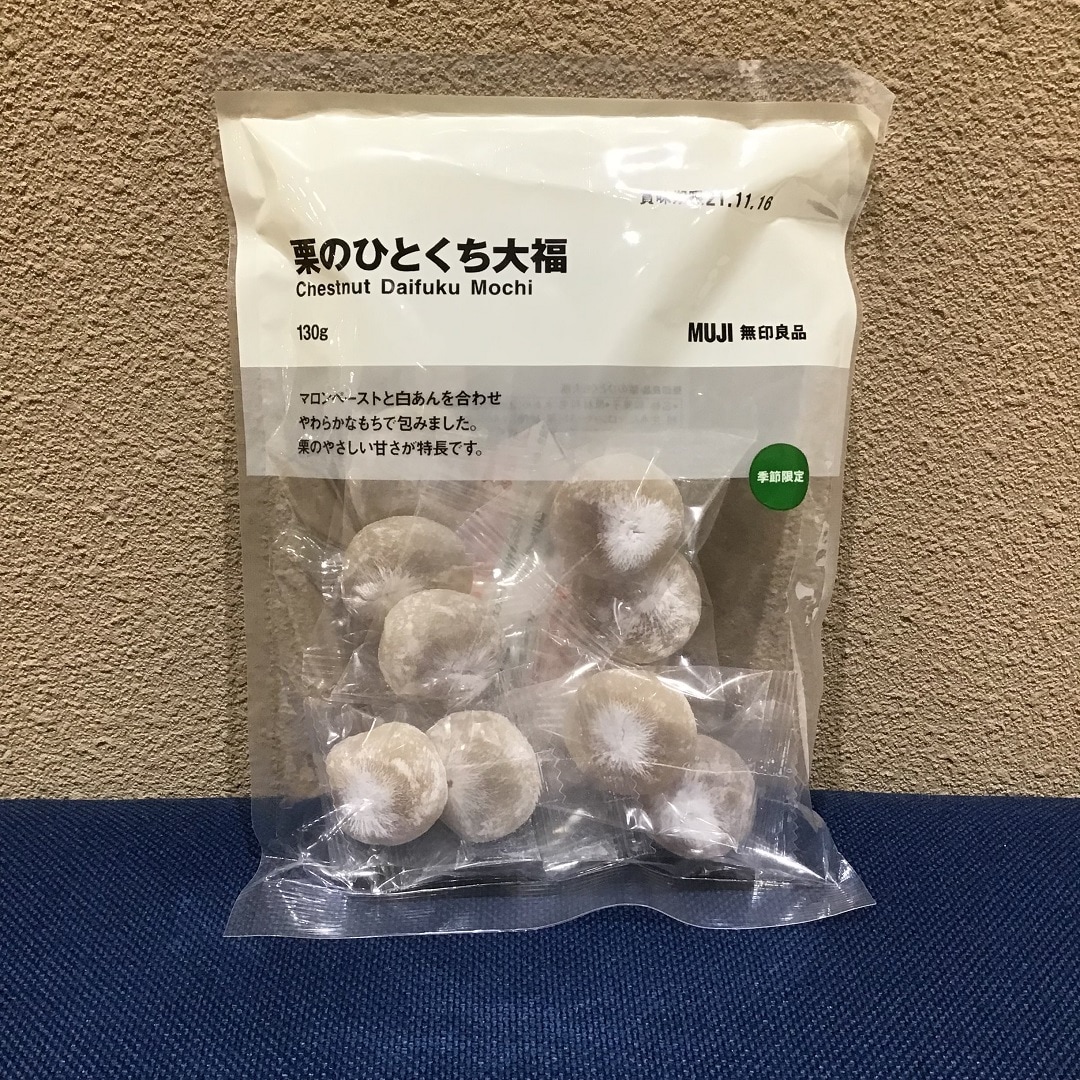 賞味期限21.11.16
栗のひとくち大福
Chestnut Daifuku Mochi
130g
MUJI 無印良品
マロンペーストと白あんを合わせ
やわらかなもちで包みました。
栗のやさしい甘さが特長です。
季節限定